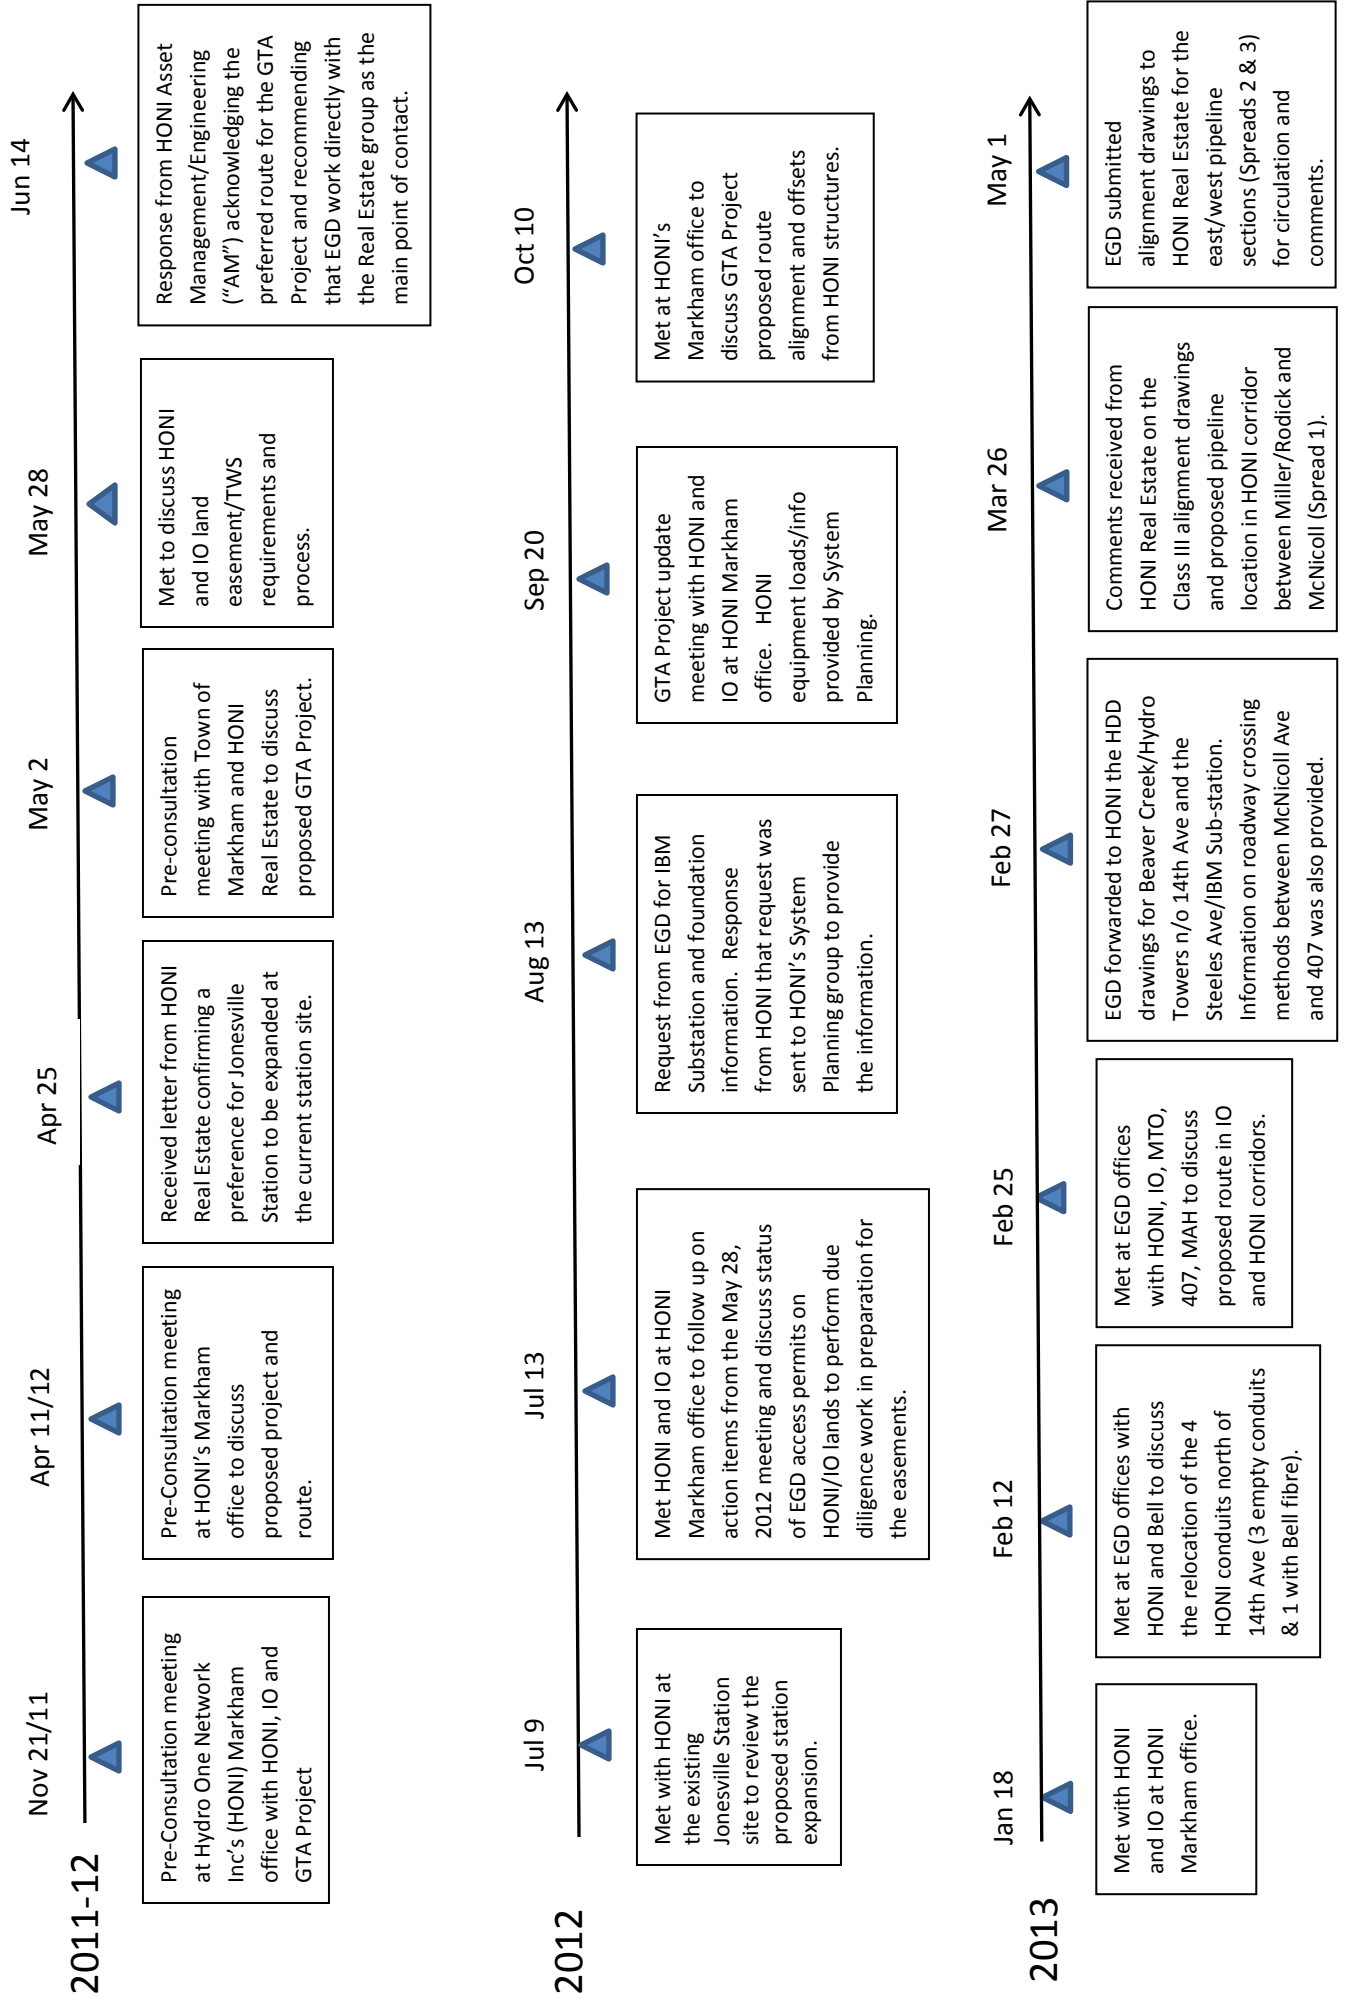 2011-12
Nov 21/11
Pre-Consultation meeting
at Hydro One Network
Inc's (HONI) Markham
office with HONI, IO and
GTA Project
Apr 11/12
Pre-Consultation meeting
at HONI's Markham
office to discuss
proposed project and
route.
Apr 25
Received letter from HONI
Real Estate confirming a
preference for Jonesville
Station to be expanded at
the current station site.
May 2
Pre-consultation
meeting with Town of
Markham and HONI
Real Estate to discuss
proposed GTA Project.
May 28
Met to discuss HONI
and IO land
easement/TWS
requirements and
process.
Jun 14
Response from HONI Asset
Management/Engineering
(“AM”) acknowledging the
preferred route for the GTA
Project and recommending
that EGD work directly with
the Real Estate group as the
main point of contact.
2012
Jul 9
Met with HONI at
the existing
Jonesville Station
site to review the
proposed station
expansion.
Jul 13
Met HONI and IO at HONI
Markham office to follow up on
action items from the May 28,
2012 meeting and discuss status
of EGD access permits on
HONI/IO lands to perform due
diligence work in preparation for
the easements.
Aug 13
Request from EGD for IBM
Substation and foundation
information.  Response
from HONI that request was
sent to HONI's System
Planning group to provide
the information.
Sep 20
GTA Project update
meeting with HONI and
IO at HONI Markham
office.  HONI
equipment loads/info
provided by System
Planning.
Oct 10
Met at HONI's
Markham office to
discuss GTA Project
proposed route
alignment and offsets
from HONI structures.
2013
Jan 18
Met with HONI
and IO at HONI
Markham office.
Feb 12
Met at EGD offices with
HONI and Bell to discuss
the relocation of the 4
HONI conduits north of
14th Ave (3 empty conduits
& 1 with Bell fibre).
Feb 25
Met at EGD offices
with HONI, IO, MTO,
407, MAH to discuss
proposed route in IO
and HONI corridors.
Feb 27
EGD forwarded to HONI the HDD
drawings for Beaver Creek/Hydro
Towers n/o 14th Ave and the
Steeles Ave/IBM Sub-station.
Information on roadway crossing
methods between McNicoll Ave
and 407 was also provided.
Mar 26
Comments received from
HONI Real Estate on the
Class III alignment drawings
and proposed pipeline
location in HONI corridor
between Miller/Rodick and
McNicoll (Spread 1).
May 1
EGD submitted
alignment drawings to
HONI Real Estate for the
east/west pipeline
sections (Spreads 2 & 3)
for circulation and
comments.